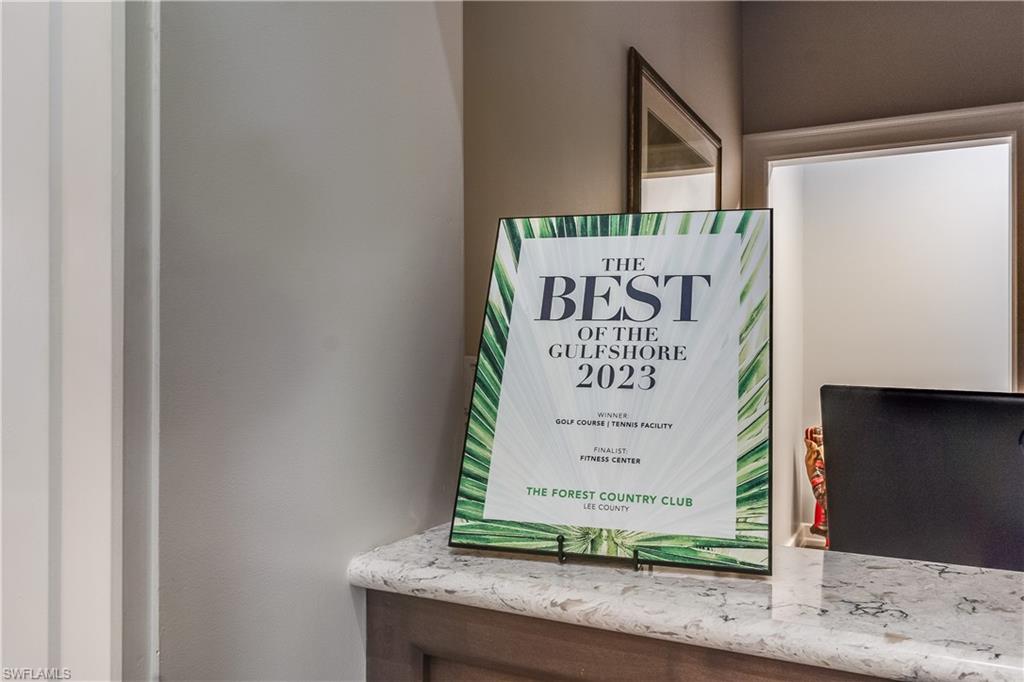 THE
BEST
OF THE
GULFSHORE
2023
WINNER:
GOLF COURSE | TENNIS FACILITY
FINALIST:
FITNESS CENTER
THE FOREST COUNTRY CLUB
LEE COUNTY
SWFLAMLS